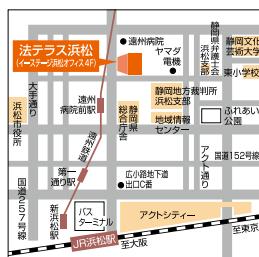 法テラス浜松
(イーステージ浜松オフィス4F)
遠州病院
ヤマダ
電機
静岡県弁護士会
浜松支部
静岡文化
芸術大学
東小学校
大手通り
浜松市役所
遠州
病院前駅
静岡県
総合庁舎
静岡地方裁判所
浜松支部
地域情報
センター
ふれあい
公園
遠州鉄道
アクト通り
国道152号線
第一
通り駅
広小路地下道
出口C番
国道257号線
新浜松駅
バス
ターミナル
アクトシティー
JR浜松駅
至大阪
至東京